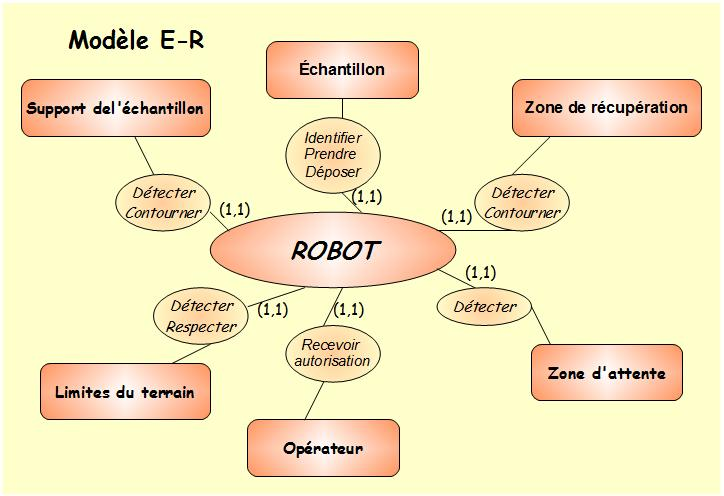 Modèle E-R
Échantillon
Support del'échantillon
Zone de récupération
Identifier
Prendre
Déposer
Détecter
Contourner
(1,1)
(1,1)
(1,1)
Détecter
Contourner
ROBOT
(1,1)
Détecter
Respecter
(1,1)
(1,1)
Détecter
Recevoir
autorisation
Limites du terrain
Zone d'attente
Opérateur